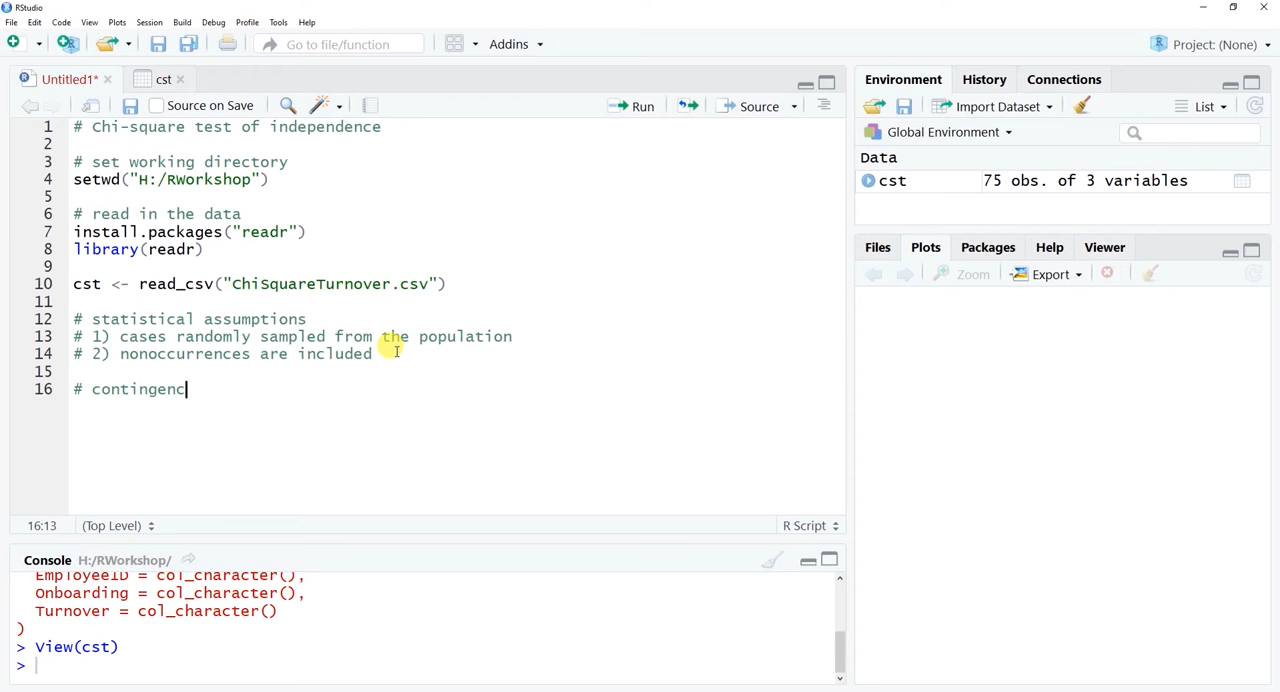 RStudio
File Edit Code View Plots Session Build Debug Profile Tools Help
Go to file/function Addins Project: (None)
Untitled1* cst
Source on Save Run Source
1 # Chi-square test of independence
2
3 # set working directory
4 setwd("H:/RWorkshop")
5
6 # read in the data
7 install.packages("readr")
8 library(readr)
9
10 cst <- read_csv("ChiSquareTurnover.csv")
11
12 # statistical assumptions
13 # 1) cases randomly sampled from the population
14 # 2) nonoccurrences are included
15
16 # contingenc
16:13 (Top Level) R Script
Console H:/RWorkshop/
EmployeeID = col_character(),
Onboarding = col_character(),
Turnover = col_character()
)
> View(cst)
>
Environment History Connections
Import Dataset List
Global Environment
Data
cst 75 obs. of 3 variables
Files Plots Packages Help Viewer
Zoom Export